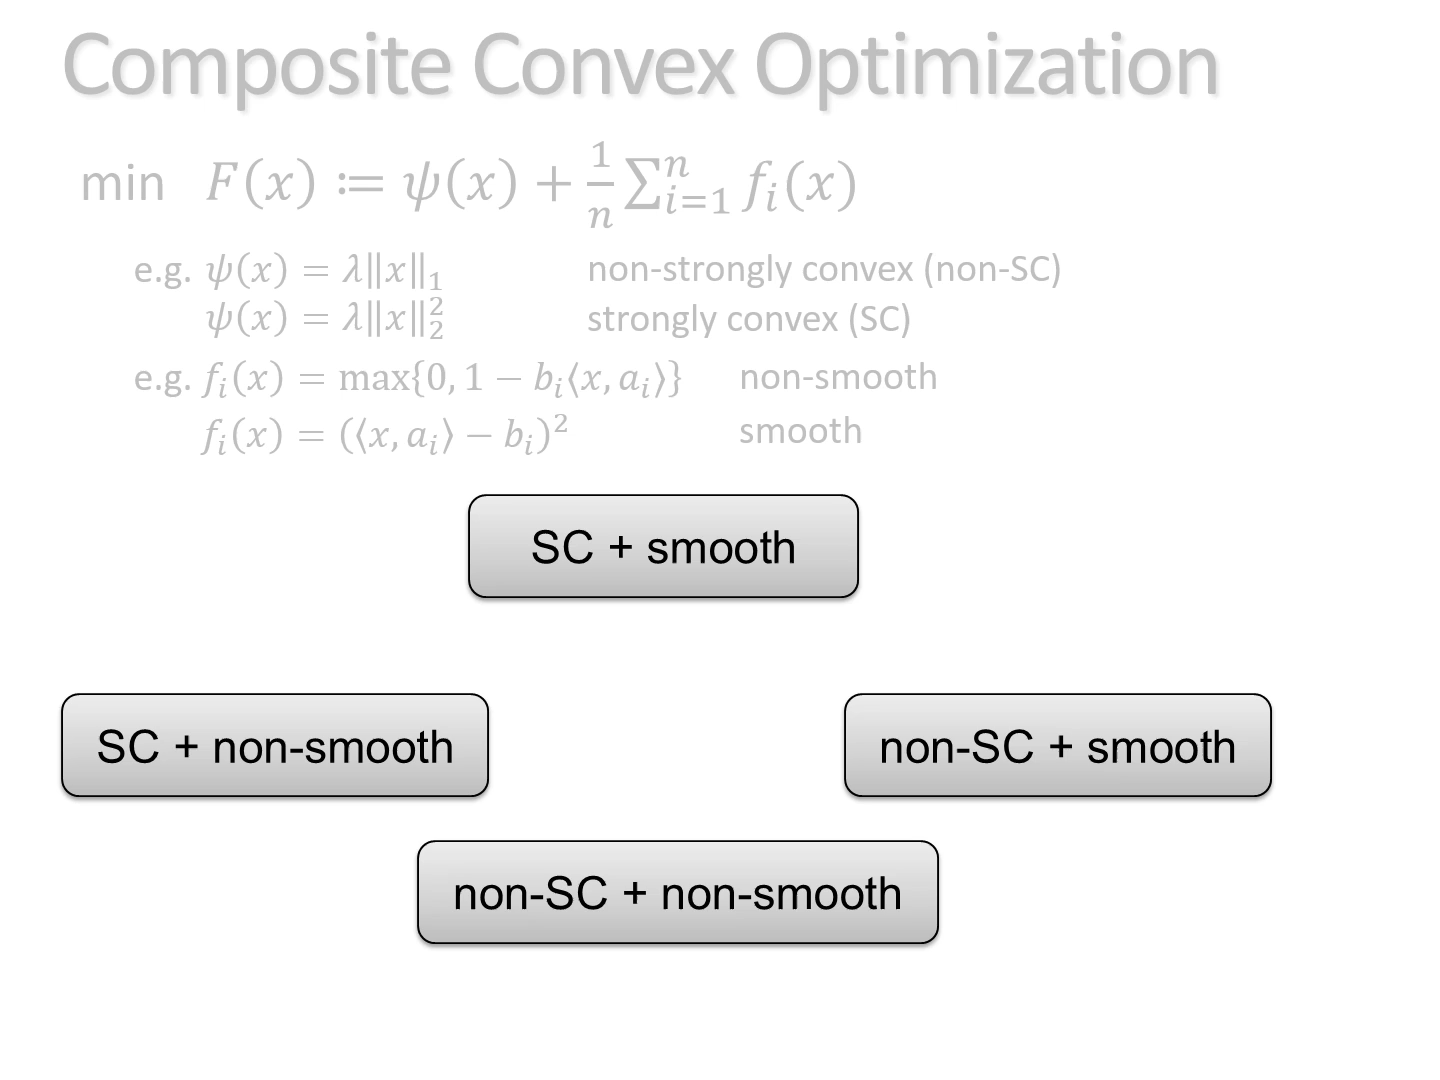 Composite Convex Optimization
min F(x) ≔ ψ(x) + 1/n ∑_{i=1}^{n} f_i(x)
e.g. ψ(x) = λ‖x‖_1 non-strongly convex (non-SC)
ψ(x) = λ‖x‖_2^2 strongly convex (SC)
e.g. f_i(x) = max{0, 1 − b_i⟨x, a_i⟩} non-smooth
f_i(x) = (⟨x, a_i⟩ − b_i)^2 smooth
SC + smooth
SC + non-smooth non-SC + smooth
non-SC + non-smooth